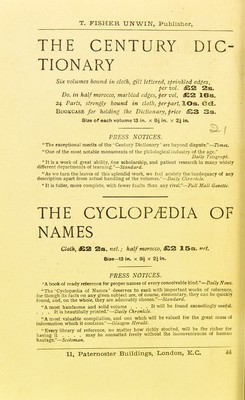 T. FISHER UNWIN, Publisher,
THE CENTURY DIC-
TIONARY
Six volumes bound in cloth, gilt lettered, sprinkled edges,
per vol. £2 2s.
Do. in half morocco, marbled edges, per vol. £2 16s.
24 Parts, strongly bound in cloth, per part, 10s. 6d.
BOOKCASE for holding the Dictionary, price £3 3s.
Size of each volume 13 in. × 9½ in. × 2¼ in.
PRESS NOTICES.
"The exceptional merits of the 'Century Dictionary' are beyond dispute."—Times.
"One of the most notable monuments of the philological industry of the age."
Daily Telegraph.
"It is a work of great ability, fine scholarship, and patient research in many widely
different departments of learning."—Standard.
"As we turn the leaves of this splendid work, we feel acutely the inadequacy of any
description apart from actual handling of the volumes."—Daily Chronicle.
"It is fuller, more complete, with fewer faults than any rival."—Pall Mall Gazette.
THE CYCLOPÆDIA OF
NAMES
Cloth, £2 2s. net.; half morocco, £2 15s. net.
Size—13 in. × 9½ × 2¼ in.
PRESS NOTICES.
"A book of ready reference for proper names of every conceivable kind."—Daily News.
"The 'Cyclopædia of Names' deserves to rank with important works of reference,
for though its facts on any given subject are, of course, elementary, they can be quickly
found, and, on the whole, they are admirably chosen."—Standard.
"A most handsome and solid volume . . . It will be found exceedingly useful.
. . . It is beautifully printed."—Daily Chronicle.
"A most valuable compilation, and one which will be valued for the great mass of
information which it contains."—Glasgow Herald.
"Every library of reference, no matter how richly stocked, will be the richer for
having it . . . may be consulted freely without the inconveniences of human
haulage."—Scotsman.
11, Paternoster Buildings, London, E.C.